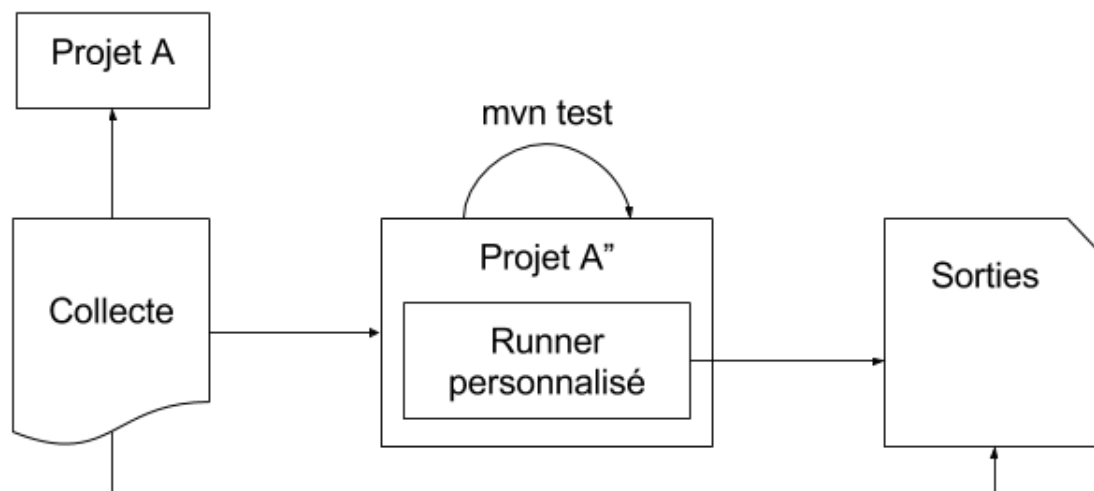 Projet A
mvn test
Projet A”
Collecte
Runner
personnalisé
Sorties